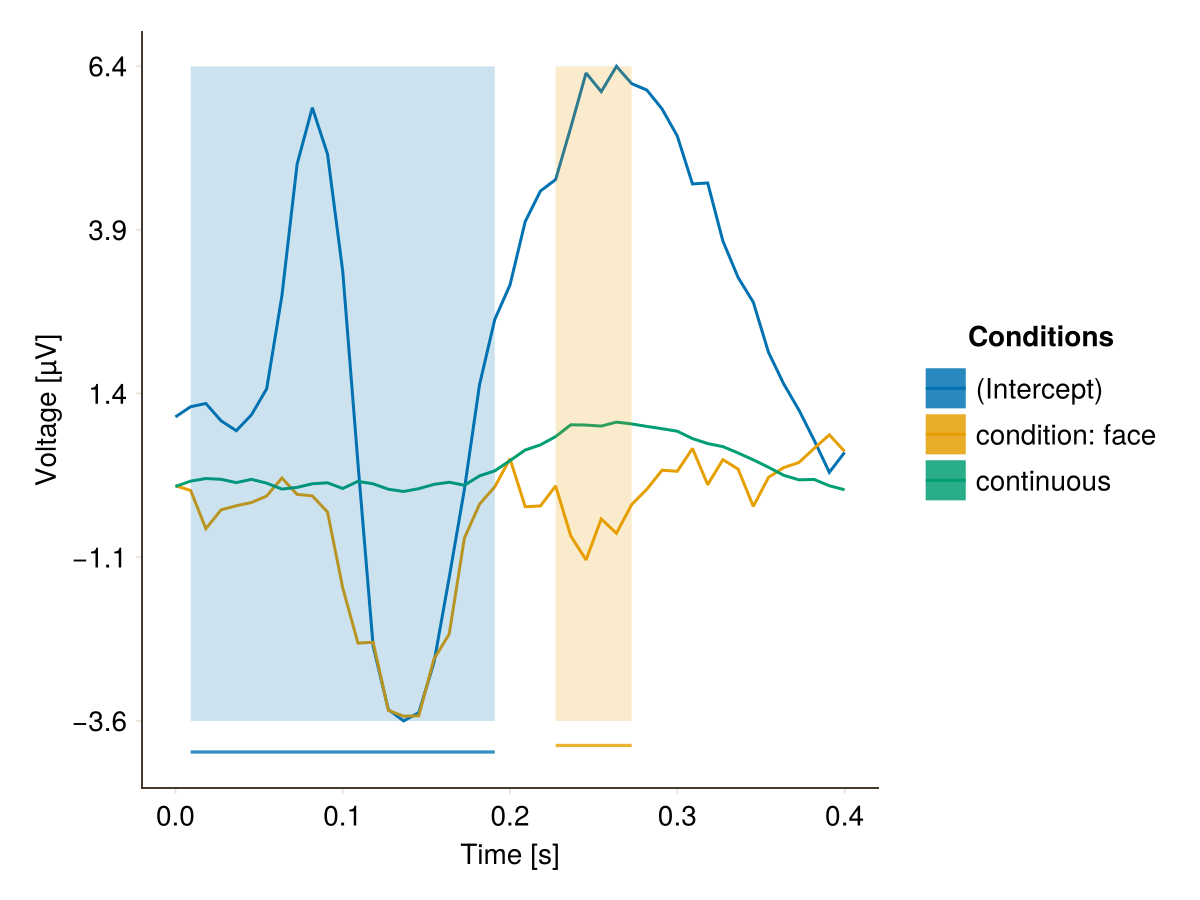 6.4
3.9
1.4
−1.1
−3.6
Voltage [µV]
0.0 0.1 0.2 0.3 0.4
Time [s]
Conditions
(Intercept)
condition: face
continuous